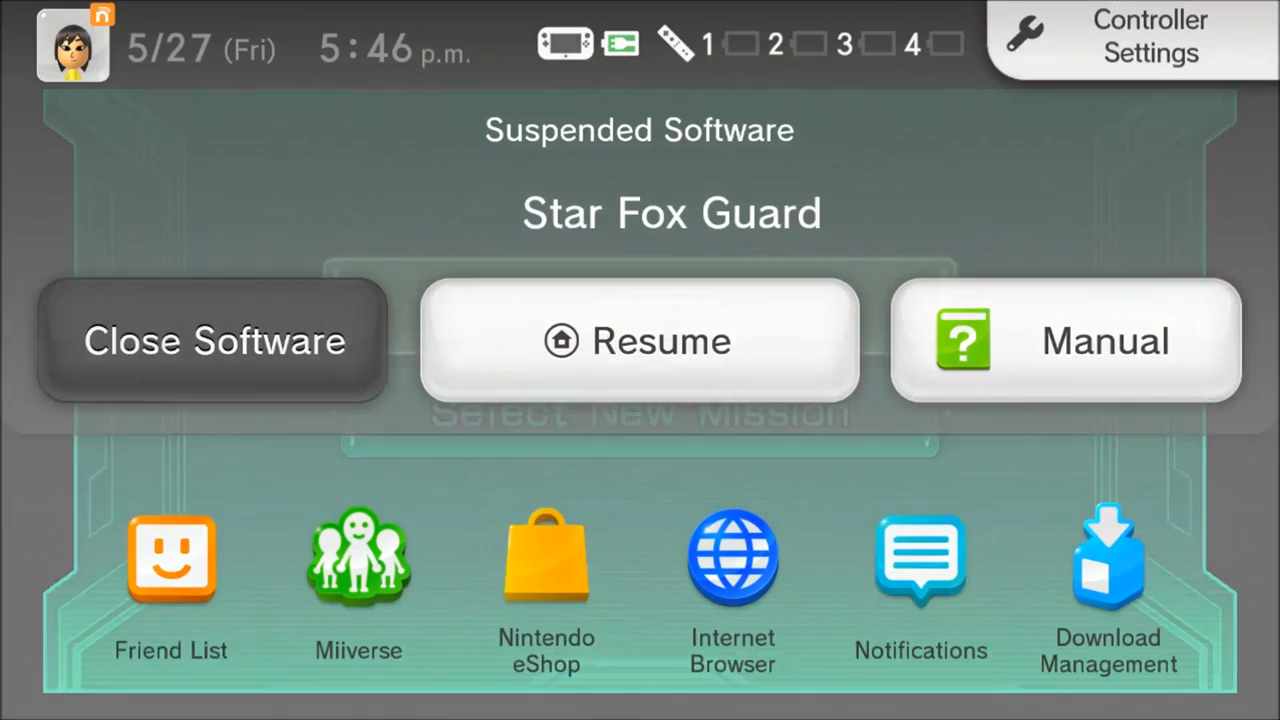 n
5/27 (Fri) 5:46 p.m.
1 2 3 4
Controller
Settings
Suspended Software
Star Fox Guard
Close Software
Resume
? Manual
Select New Mission
Friend List
Miiverse
Nintendo
eShop
Internet
Browser
Notifications
Download
Management